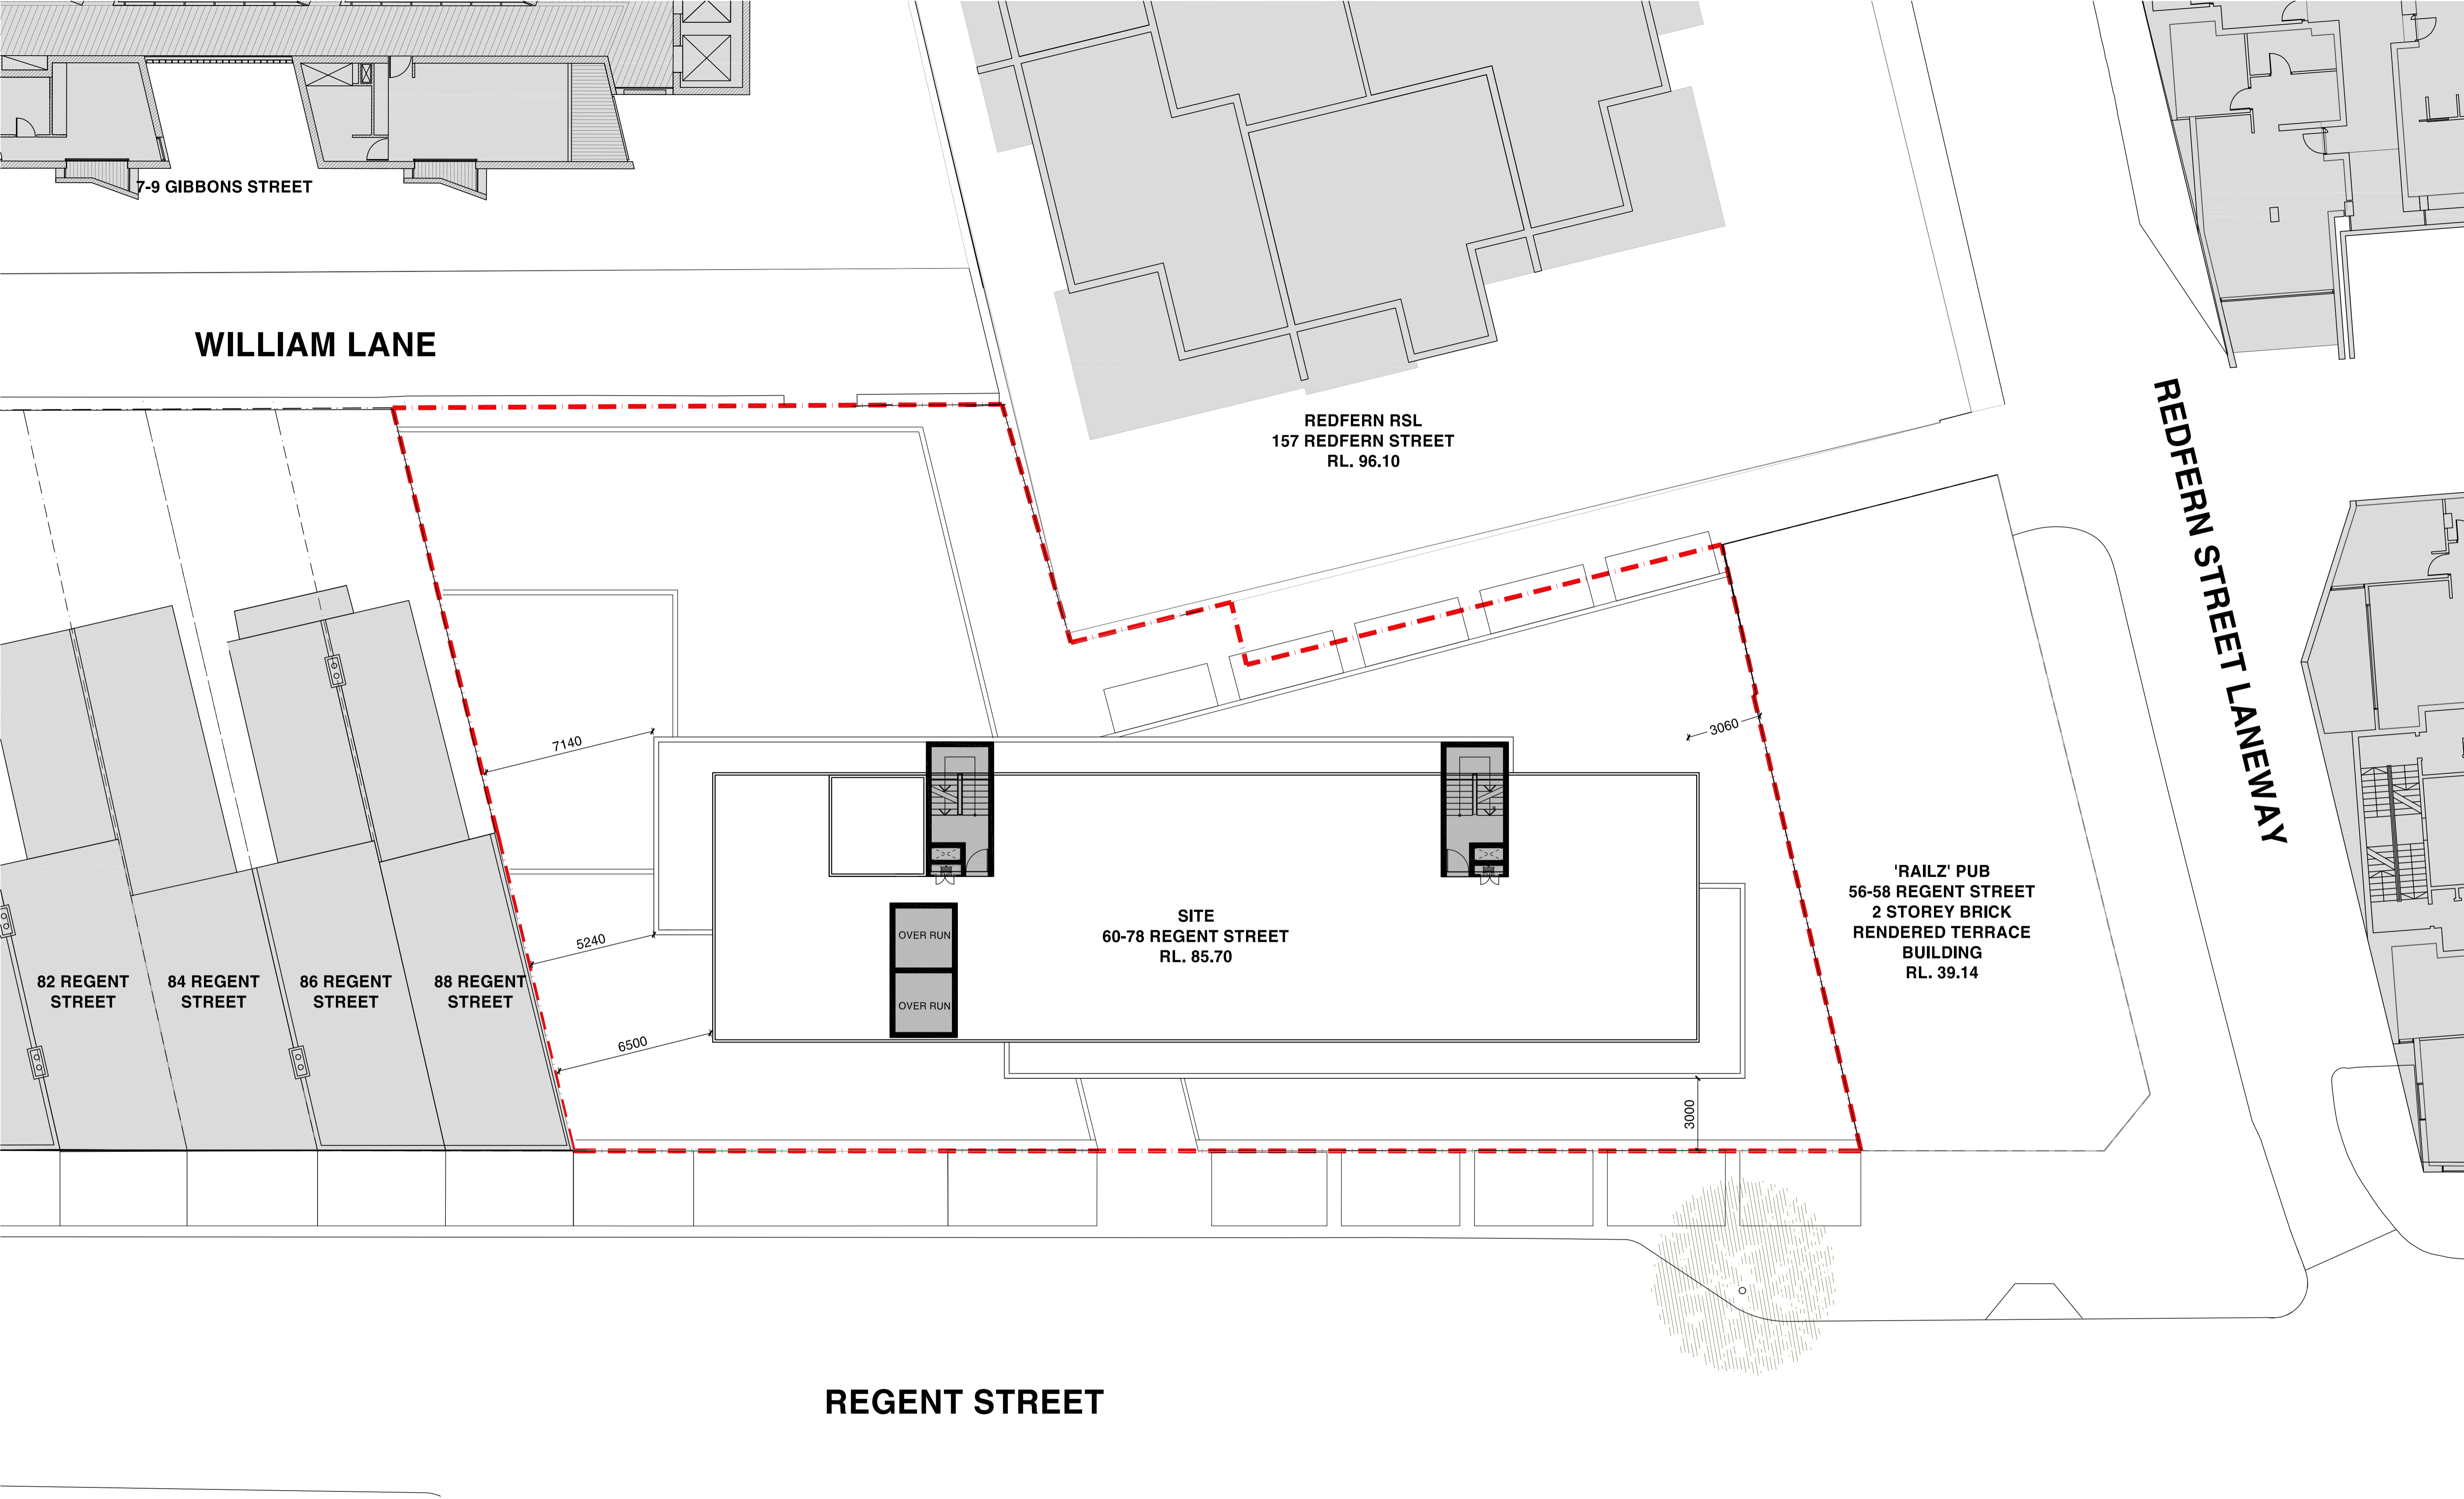 7-9 GIBBONS STREET
WILLIAM LANE
REDFERN RSL
157 REDFERN STREET
RL. 96.10
REDFERN STREET LANEWAY
7140
3060
5240
6500
3000
OVER RUN
OVER RUN
SITE
60-78 REGENT STREET
RL. 85.70
'RAILZ' PUB
56-58 REGENT STREET
2 STOREY BRICK
RENDERED TERRACE
BUILDING
RL. 39.14
82 REGENT
STREET
84 REGENT
STREET
86 REGENT
STREET
88 REGENT
STREET
REGENT STREET